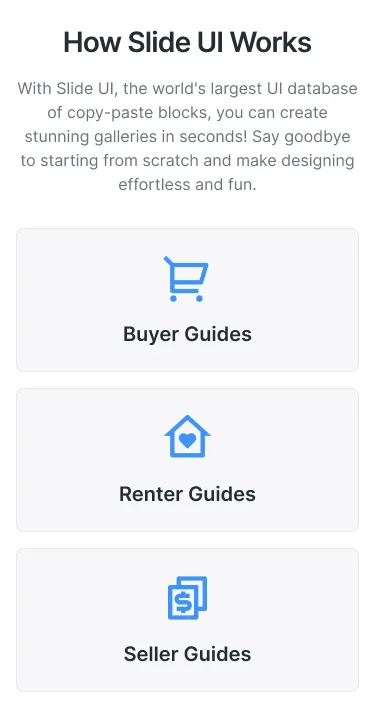 How Slide UI Works
With Slide UI, the world's largest UI database
of copy-paste blocks, you can create
stunning galleries in seconds! Say goodbye
to starting from scratch and make designing
effortless and fun.
Buyer Guides
Renter Guides
$
Seller Guides